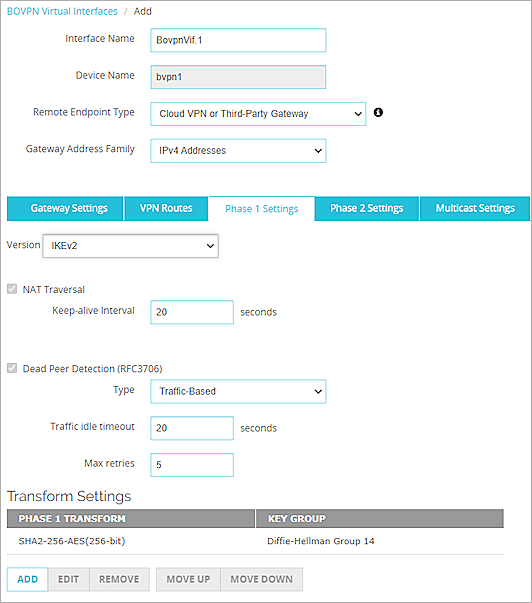 BOVPN Virtual Interfaces / Add
Interface Name BovpnVif.1
Device Name bvpn1
Remote Endpoint Type Cloud VPN or Third-Party Gateway
Gateway Address Family IPv4 Addresses
Gateway Settings VPN Routes Phase 1 Settings Phase 2 Settings Multicast Settings
Version IKEv2
NAT Traversal
Keep-alive Interval 20 seconds
Dead Peer Detection (RFC3706)
Type Traffic-Based
Traffic idle timeout 20 seconds
Max retries 5
Transform Settings
PHASE 1 TRANSFORM KEY GROUP
SHA2-256-AES(256-bit) Diffie-Hellman Group 14
ADD EDIT REMOVE MOVE UP MOVE DOWN